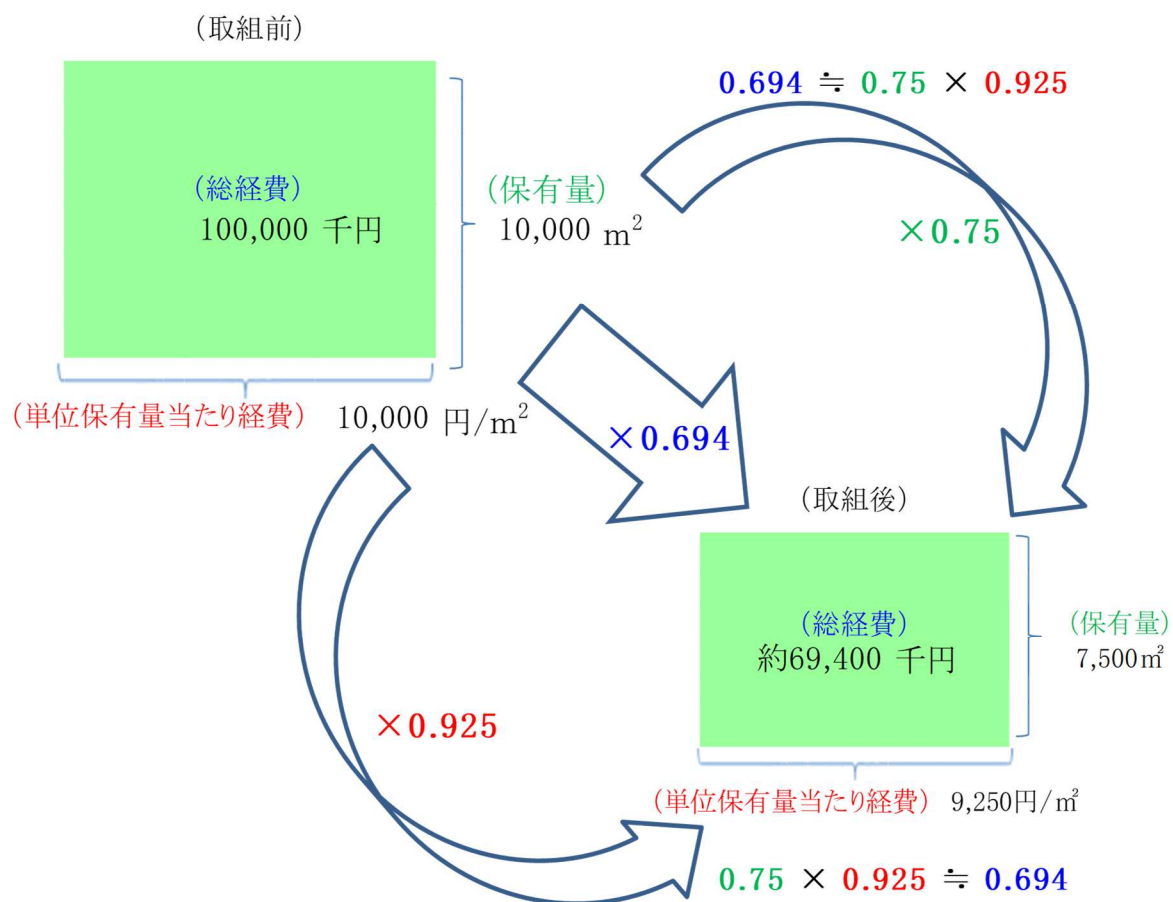 （取組前）
0.694 ≒ 0.75 × 0.925
（総経費）
100,000 千円
（保有量）
10,000 m²
×0.75
（単位保有量当たり経費） 10,000 円/m²
×0.694
（取組後）
（総経費）
約69,400 千円
（保有量）
7,500㎡
×0.925
（単位保有量当たり経費） 9,250円/㎡
0.75 × 0.925 ≒ 0.694